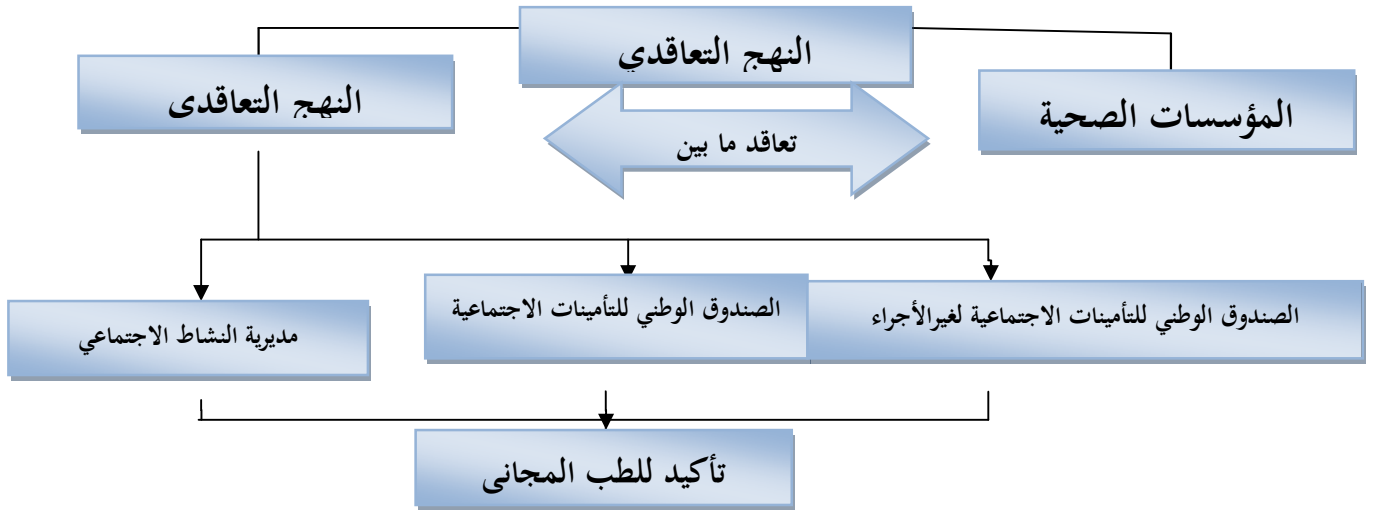 النهج التعاقدي
النهج التعاقدى
المؤسسات الصحية
تعاقد ما بين
الصندوق الوطني للتأمينات الاجتماعية لغيرالأجراء
الصندوق الوطني للتأمينات الاجتماعية
مديرية النشاط الاجتماعي
تأكيد للطب المجانى